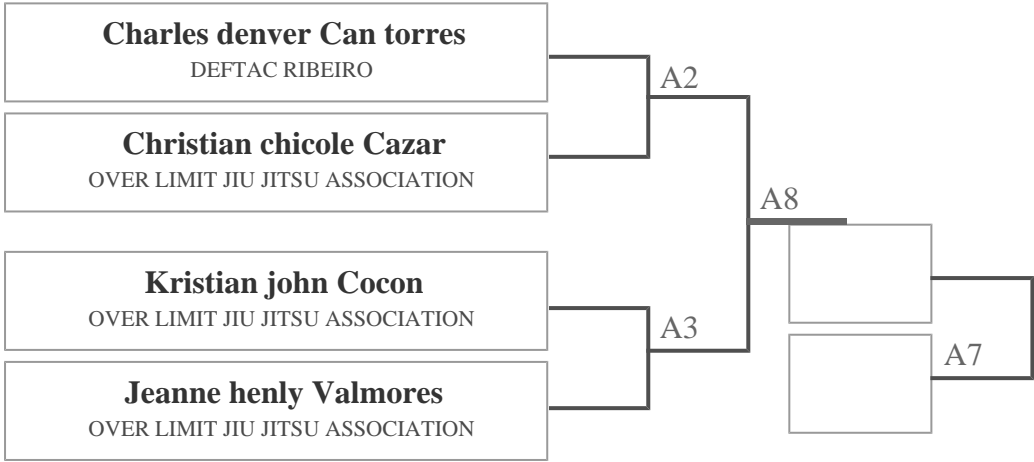 Charles denver Can torres
DEFTAC RIBEIRO
A2
Christian chicole Cazar
OVER LIMIT JIU JITSU ASSOCIATION
A8
Kristian john Cocon
OVER LIMIT JIU JITSU ASSOCIATION
A3
A7
Jeanne henly Valmores
OVER LIMIT JIU JITSU ASSOCIATION